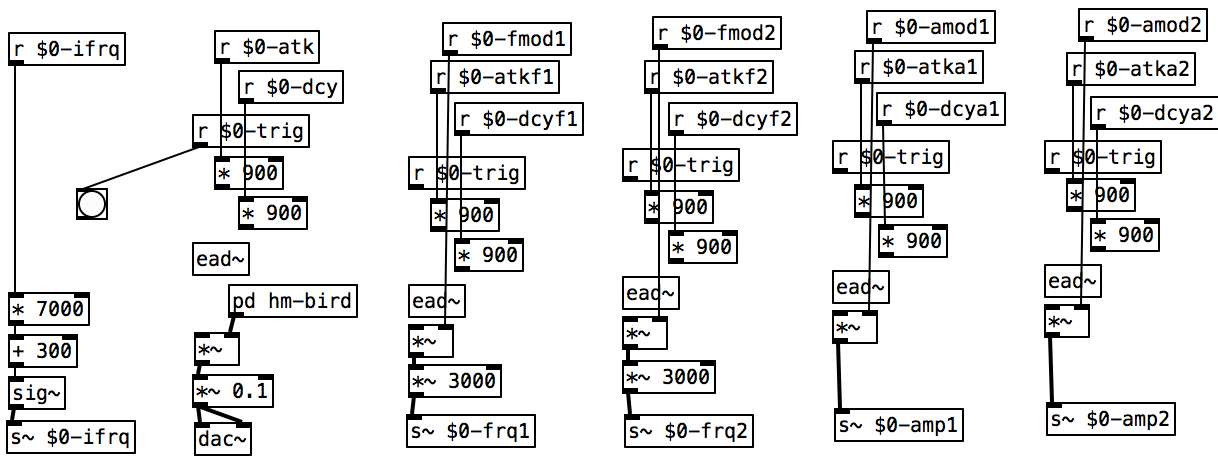 r $0-ifrq
* 7000
+ 300
sig~
s~ $0-ifrq
r $0-atk
r $0-dcy
r $0-trig
* 900
* 900
ead~
pd hm-bird
*~
*~ 0.1
dac~
r $0-fmod1
r $0-atkf1
r $0-dcyf1
r $0-trig
* 900
* 900
ead~
*~
*~ 3000
s~ $0-frq1
r $0-fmod2
r $0-atkf2
r $0-dcyf2
r $0-trig
* 900
* 900
ead~
*~
*~ 3000
s~ $0-frq2
r $0-amod1
r $0-atka1
r $0-dcya1
r $0-trig
* 900
* 900
ead~
*~
s~ $0-amp1
r $0-amod2
r $0-atka2
r $0-dcya2
r $0-trig
* 900
* 900
ead~
*~
s~ $0-amp2